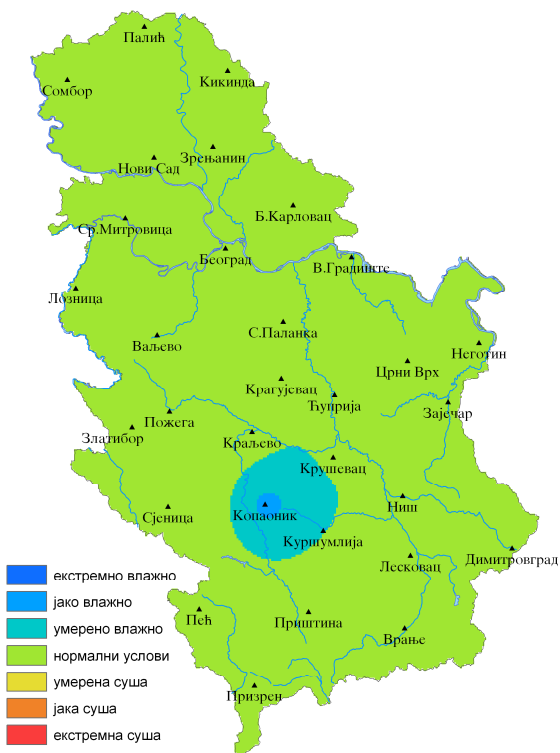 Палић
Кикинда
Сомбор
Зрењанин
Нови Сад
Б.Карловац
Ср.Митровица
Београд
В.Градиште
Лозница
С.Паланка
Ваљево
Неготин
Црни Врх
Крагујевац
Ћуприја
Зајечар
Пожега
Златибор
Краљево
Крушевац
Ниш
Копаоник
Сјеница
Куршумлија
Димитровград
Лесковац
Пећ
Приштина
Врање
Призрен
екстремно влажно
јако влажно
умерено влажно
нормални услови
умерена суша
јака суша
екстремна суша